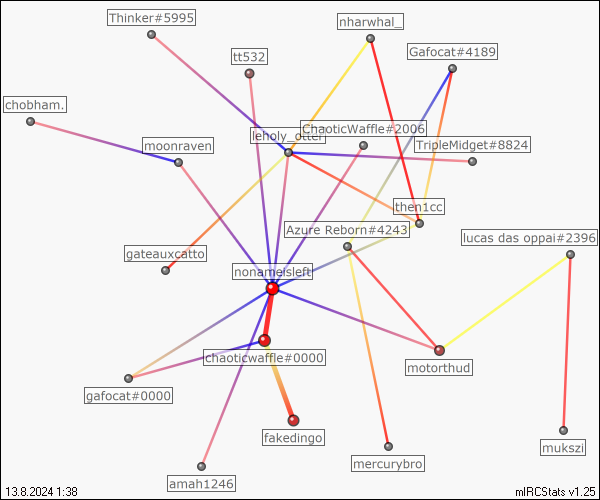 Thinker#5995
nharwhal_
Gafocat#4189
tt532
chobham.
ChaoticWaffle#2006
leholy_otter
TripleMidget#8824
moonraven
then1cc
Azure Reborn#4243
lucas das oppai#2396
gateauxcatto
nonameisleft
chaoticwaffle#0000
motorthud
gafocat#0000
fakedingo
mukszi
mercurybro
amah1246
13.8.2024 1:38
mIRCStats v1.25